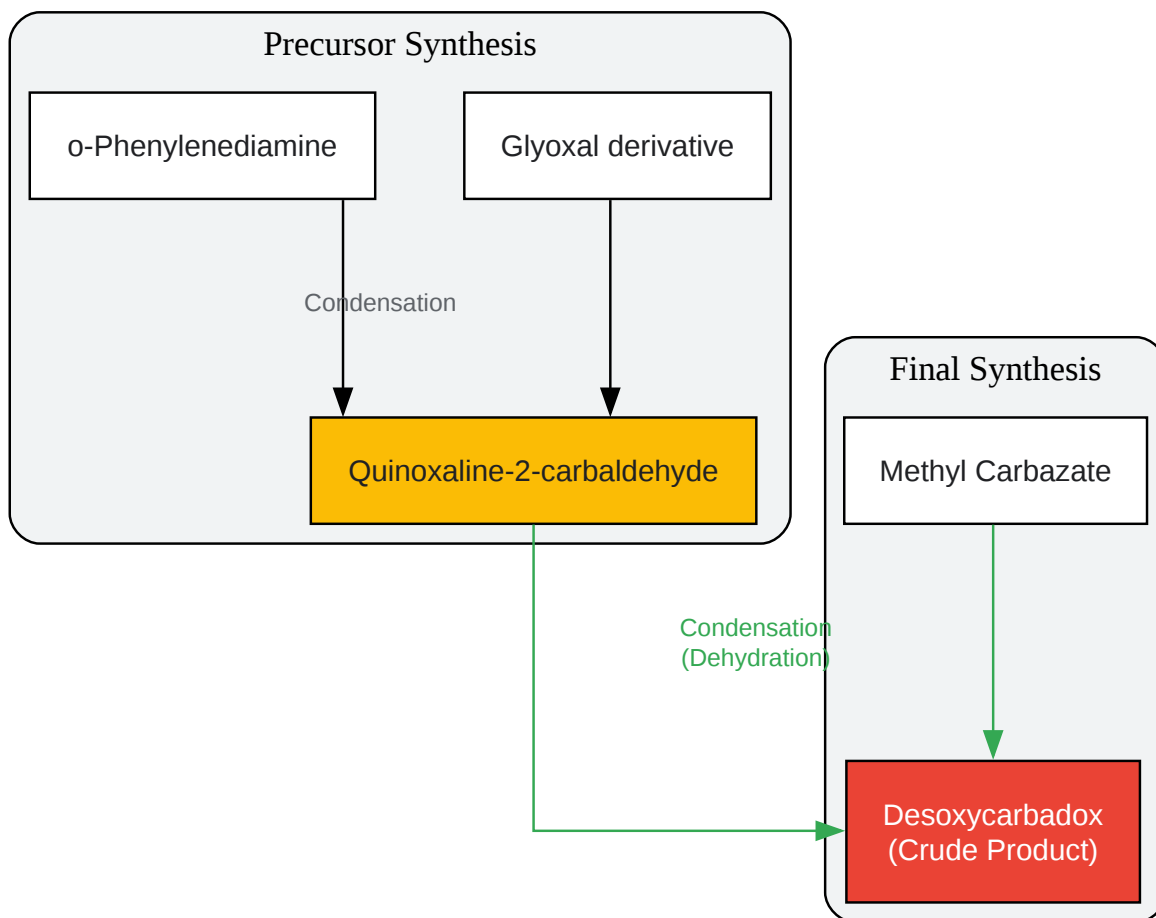 Precursor Synthesis
o-Phenylenediamine
Glyoxal derivative
Condensation
Quinoxaline-2-carbaldehyde
Final Synthesis
Methyl Carbazate
Condensation
(Dehydration)
Desoxycarbadox
(Crude Product)